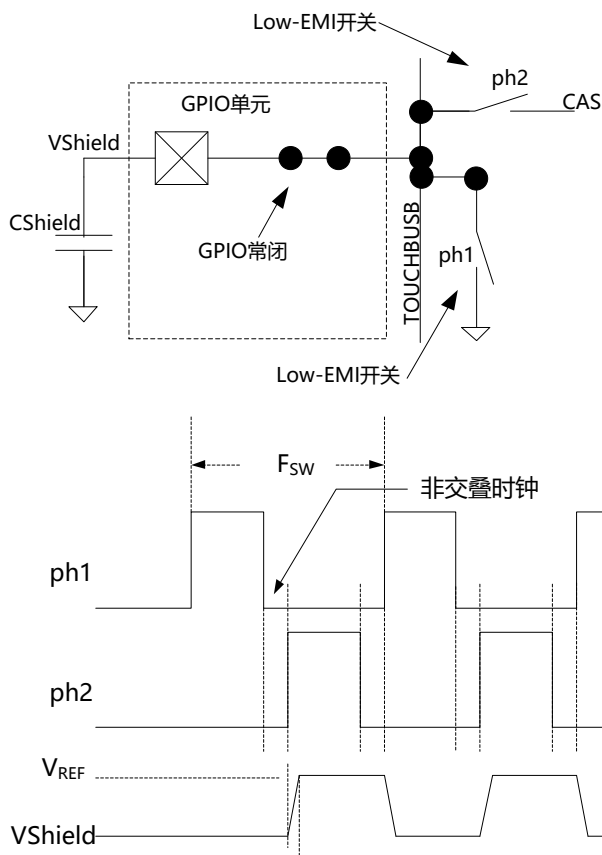 Low-EMI开关
ph2
CAS
GPIO单元
VShield
CShield
GPIO常闭
TOUCHBUSB
ph1
Low-EMI开关
FSW
非交叠时钟
ph1
ph2
VREF
VShield